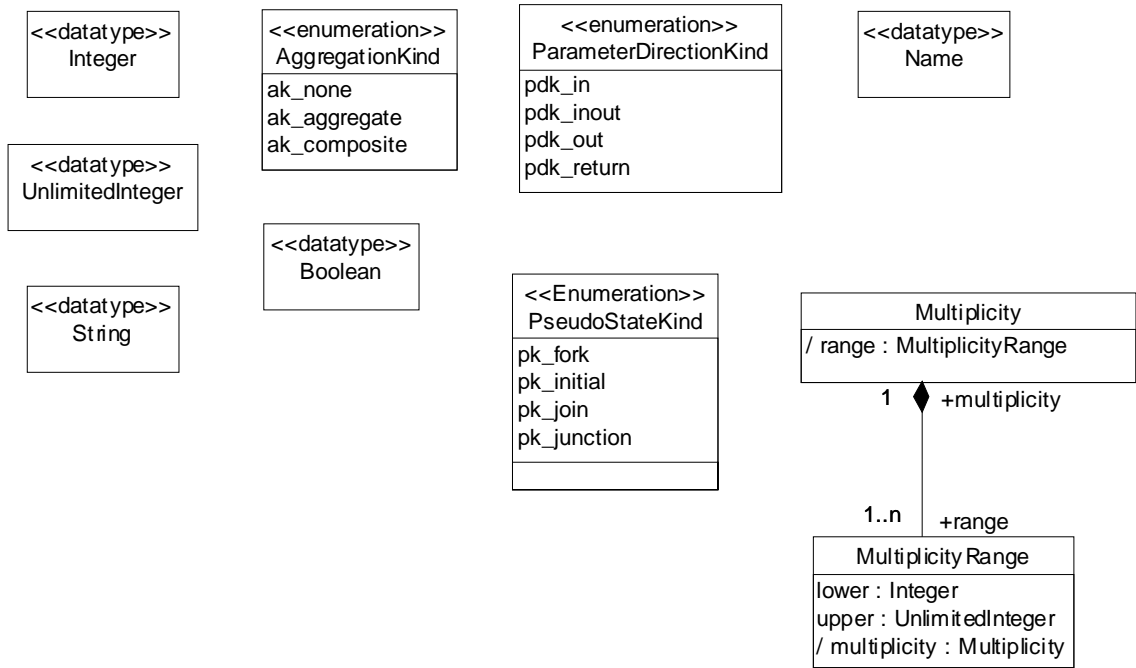 <<datatype>>
Integer
<<enumeration>>
AggregationKind
ak_none
ak_aggregate
ak_composite
<<enumeration>>
ParameterDirectionKind
pdk_in
pdk_inout
pdk_out
pdk_return
<<datatype>>
Name
<<datatype>>
UnlimitedInteger
<<datatype>>
Boolean
<<datatype>>
String
<<Enumeration>>
PseudoStateKind
pk_fork
pk_initial
pk_join
pk_junction
Multiplicity
/ range : MultiplicityRange
1 +multiplicity
1..n +range
MultiplicityRange
lower : Integer
upper : UnlimitedInteger
/ multiplicity : Multiplicity